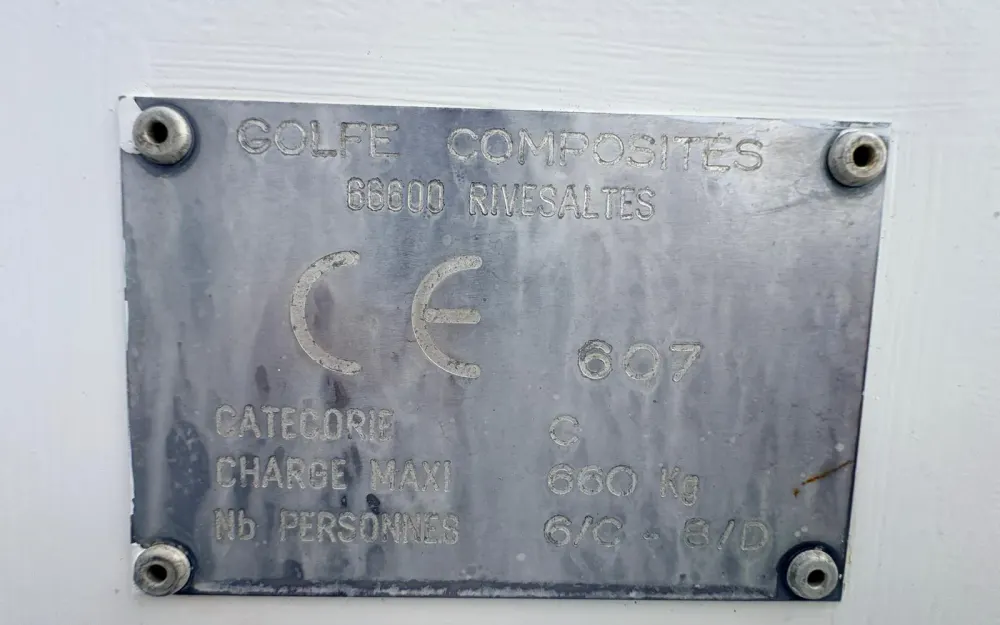 GOLFE COMPOSITES
66600 RIVESALTES
CE
607
CATEGORIE C
CHARGE MAXI 660 Kg
Nb PERSONNES 6/C - 8/D